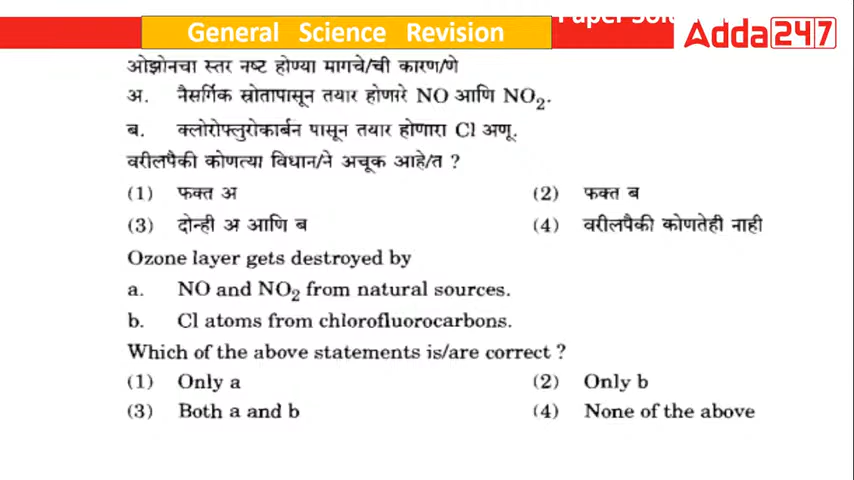 General Science Revision
Adda247
ओझोनचा स्तर नष्ट होण्या मागचे/ची कारण/णे
अ. नैसर्गिक स्रोतापासून तयार होणारे NO आणि NO₂.
ब. क्लोरोफ्लुरोकार्बन पासून तयार होणारा Cl अणू.
वरीलपैकी कोणत्या विधान/ने अचूक आहे/त ?
(1) फक्त अ (2) फक्त ब
(3) दोन्ही अ आणि ब (4) वरीलपैकी कोणतेही नाही
Ozone layer gets destroyed by
a. NO and NO₂ from natural sources.
b. Cl atoms from chlorofluorocarbons.
Which of the above statements is/are correct ?
(1) Only a (2) Only b
(3) Both a and b (4) None of the above